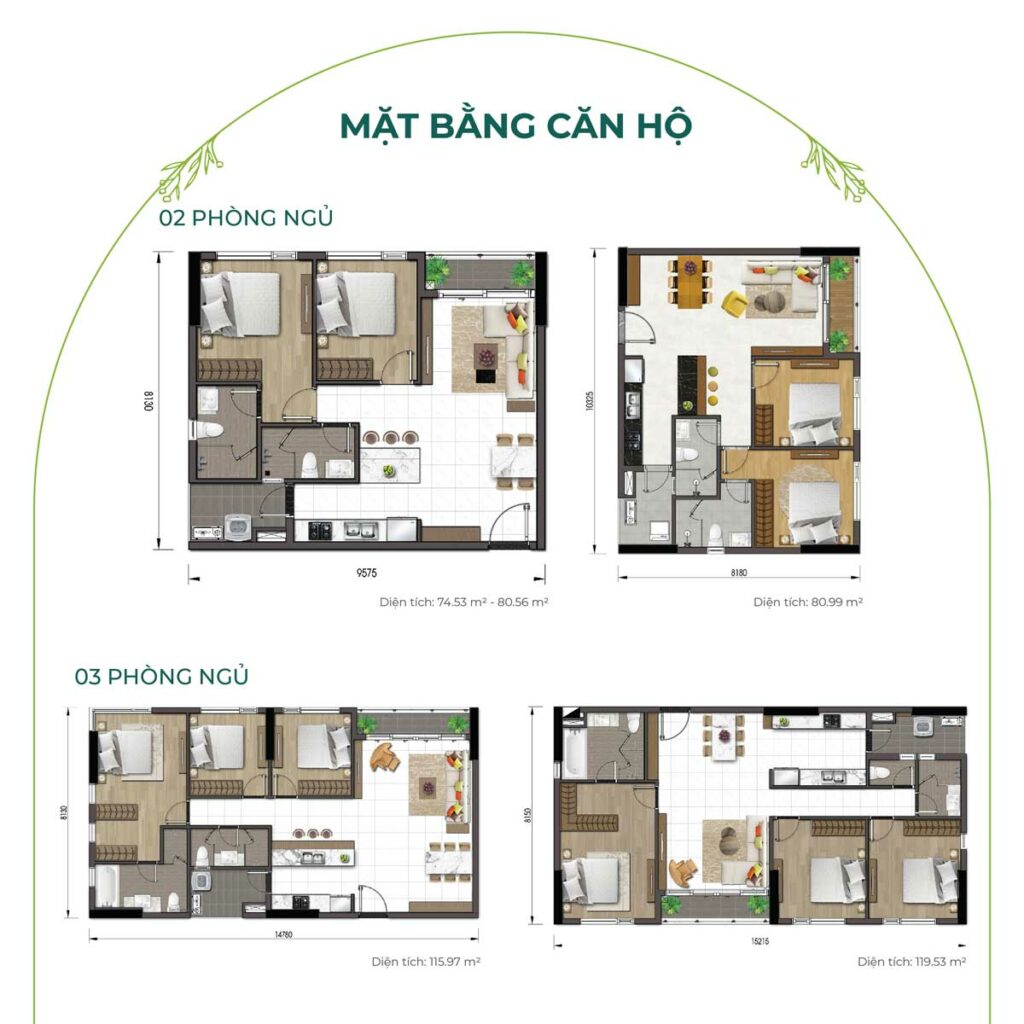 MẶT BẰNG CĂN HỘ
02 PHÒNG NGỦ
8130
9575
Diện tích: 74.53 m² - 80.56 m²
10325
8180
Diện tích: 80.99 m²
03 PHÒNG NGỦ
8130
14780
Diện tích: 115.97 m²
8150
15215
Diện tích: 119.53 m²